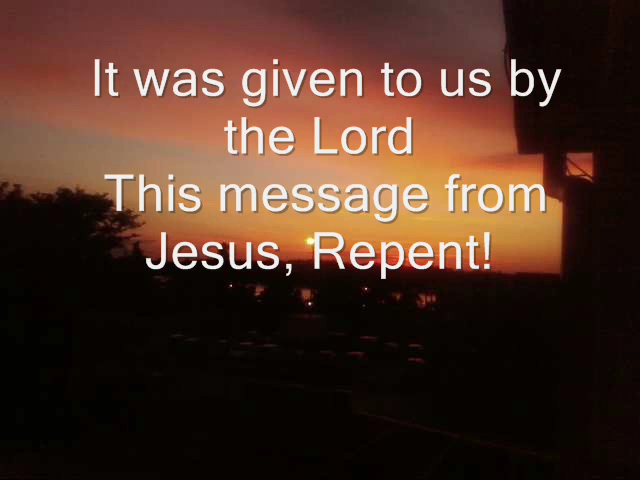 It was given to us by
the Lord
This message from
Jesus, Repent!